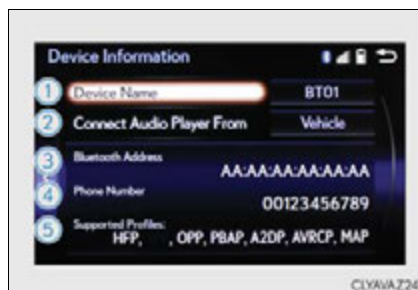 Device Information
1 Device Name BT01
2 Connect Audio Player From Vehicle
3 Bluetooth Address
AA:AA:AA:AA:AA:AA
4 Phone Number
00123456789
5 Supported Profiles:
HFP, , OPP, PBAP, A2DP, AVRCP, MAP
CLYAVAZ24